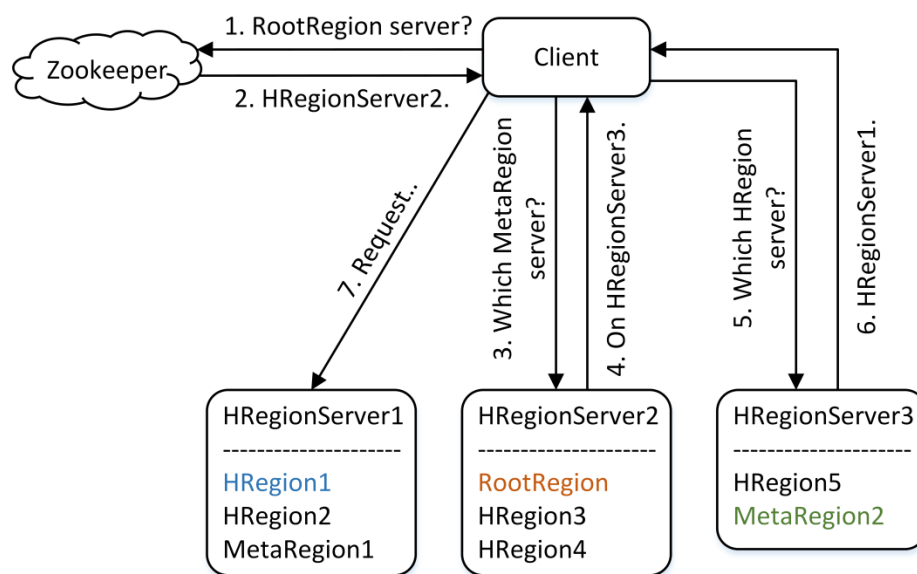 1. RootRegion server?
Zookeeper
Client
2. HRegionServer2.
7. Request..
3. Which MetaRegion
server?
4. On HRegionServer3.
5. Which HRegion
server?
6. HRegionServer1.
HRegionServer1
---------------------
HRegion1
HRegion2
MetaRegion1
HRegionServer2
---------------------
RootRegion
HRegion3
HRegion4
HRegionServer3
---------------------
HRegion5
MetaRegion2